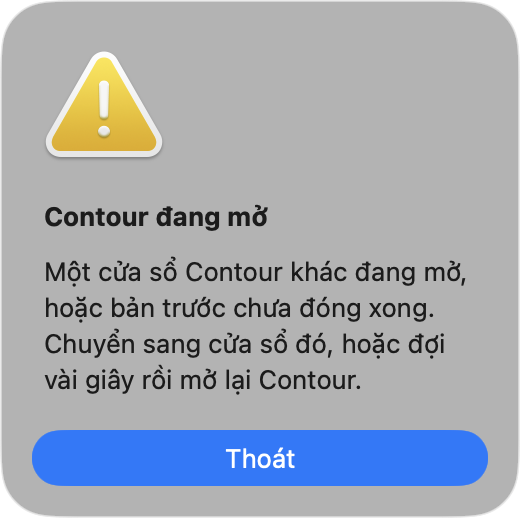 Contour đang mở
Một cửa sổ Contour khác đang mở,
hoặc bản trước chưa đóng xong.
Chuyển sang cửa sổ đó, hoặc đợi
vài giây rồi mở lại Contour.
Thoát